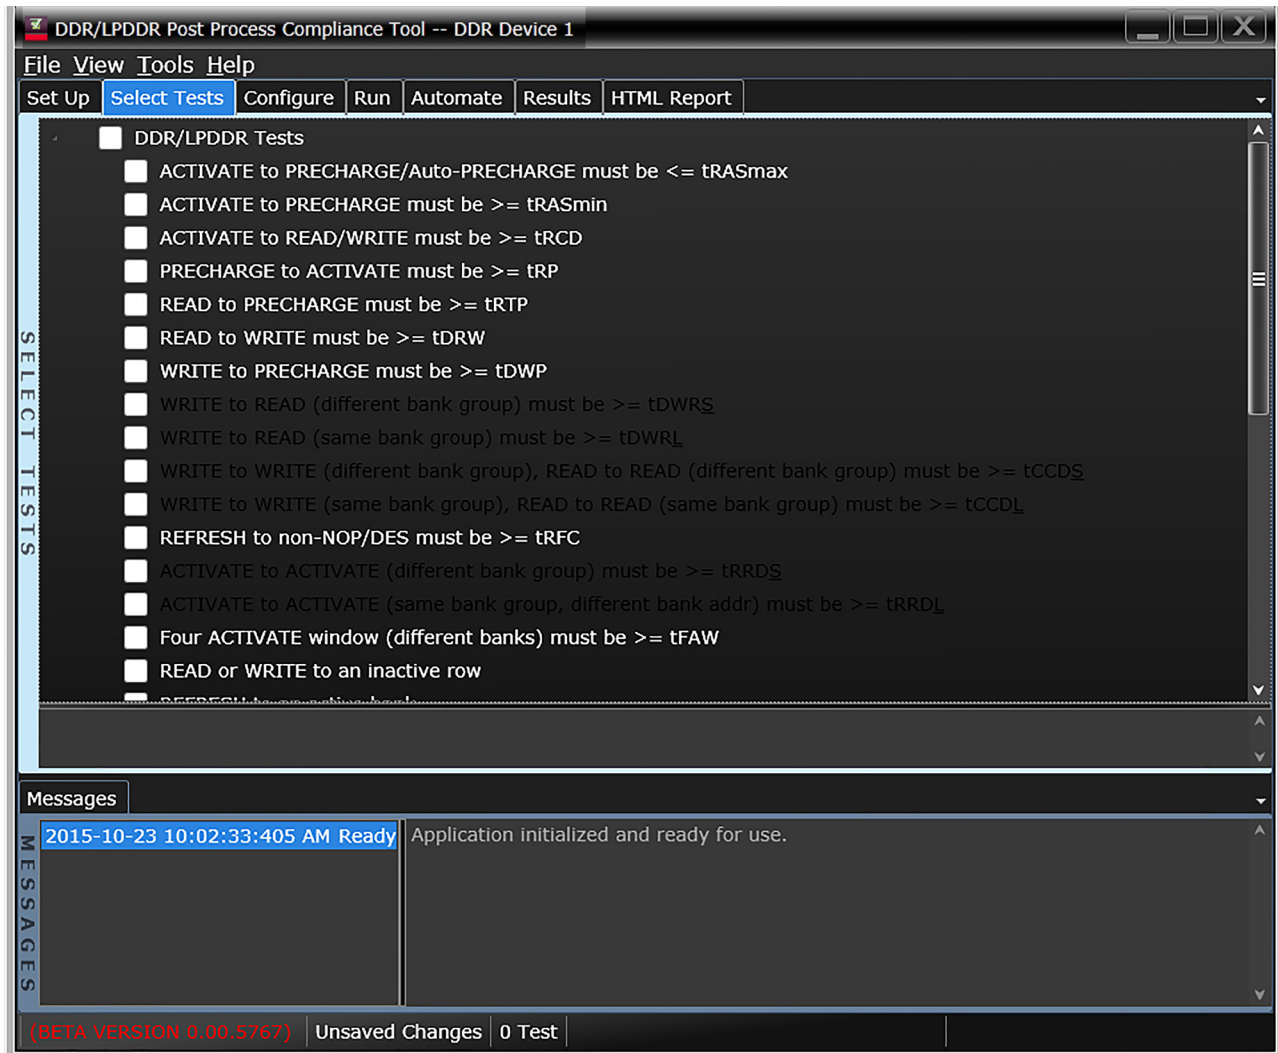 DDR/LPDDR Post Process Compliance Tool -- DDR Device 1
File View Tools Help
Set Up Select Tests Configure Run Automate Results HTML Report
SELECT TESTS
DDR/LPDDR Tests
ACTIVATE to PRECHARGE/Auto-PRECHARGE must be <= tRASmax
ACTIVATE to PRECHARGE must be >= tRASmin
ACTIVATE to READ/WRITE must be >= tRCD
PRECHARGE to ACTIVATE must be >= tRP
READ to PRECHARGE must be >= tRTP
READ to WRITE must be >= tDRW
WRITE to PRECHARGE must be >= tDWP
WRITE to READ (different bank group) must be >= tDWRS
WRITE to READ (same bank group) must be >= tDWRL
WRITE to WRITE (different bank group), READ to READ (different bank group) must be >= tCCDS
WRITE to WRITE (same bank group), READ to READ (same bank group) must be >= tCCDL
REFRESH to non-NOP/DES must be >= tRFC
ACTIVATE to ACTIVATE (different bank group) must be >= tRRDS
ACTIVATE to ACTIVATE (same bank group, different bank addr) must be >= tRRDL
Four ACTIVATE window (different banks) must be >= tFAW
READ or WRITE to an inactive row
REFRESH to an active bank
Messages
MESSAGES
2015-10-23 10:02:33:405 AM Ready
Application initialized and ready for use.
(BETA VERSION 0.00.5767) Unsaved Changes 0 Test